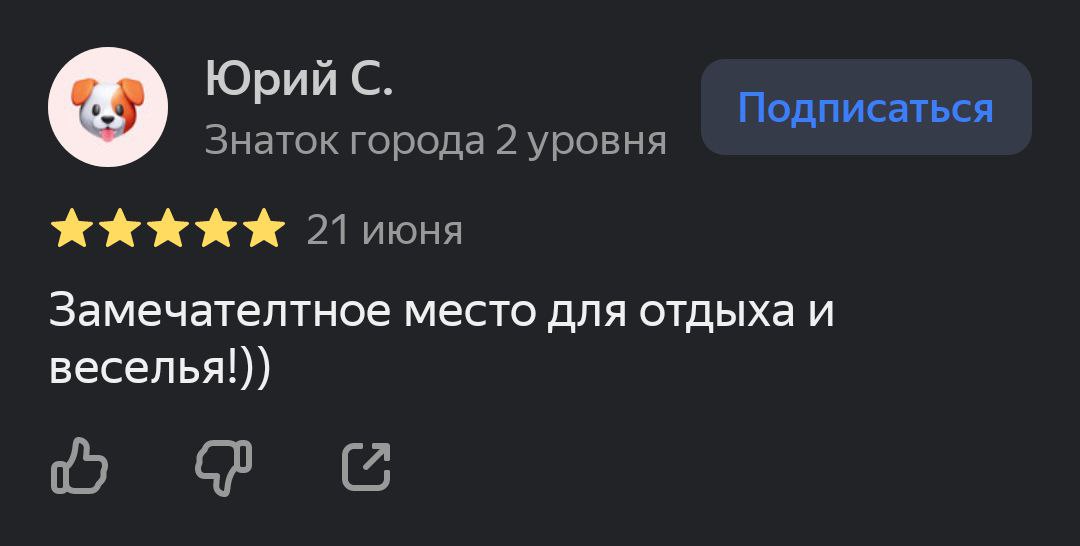 Юрий С.
Знаток города 2 уровня
Подписаться
21 июня
Замечателтное место для отдыха и
веселья!))